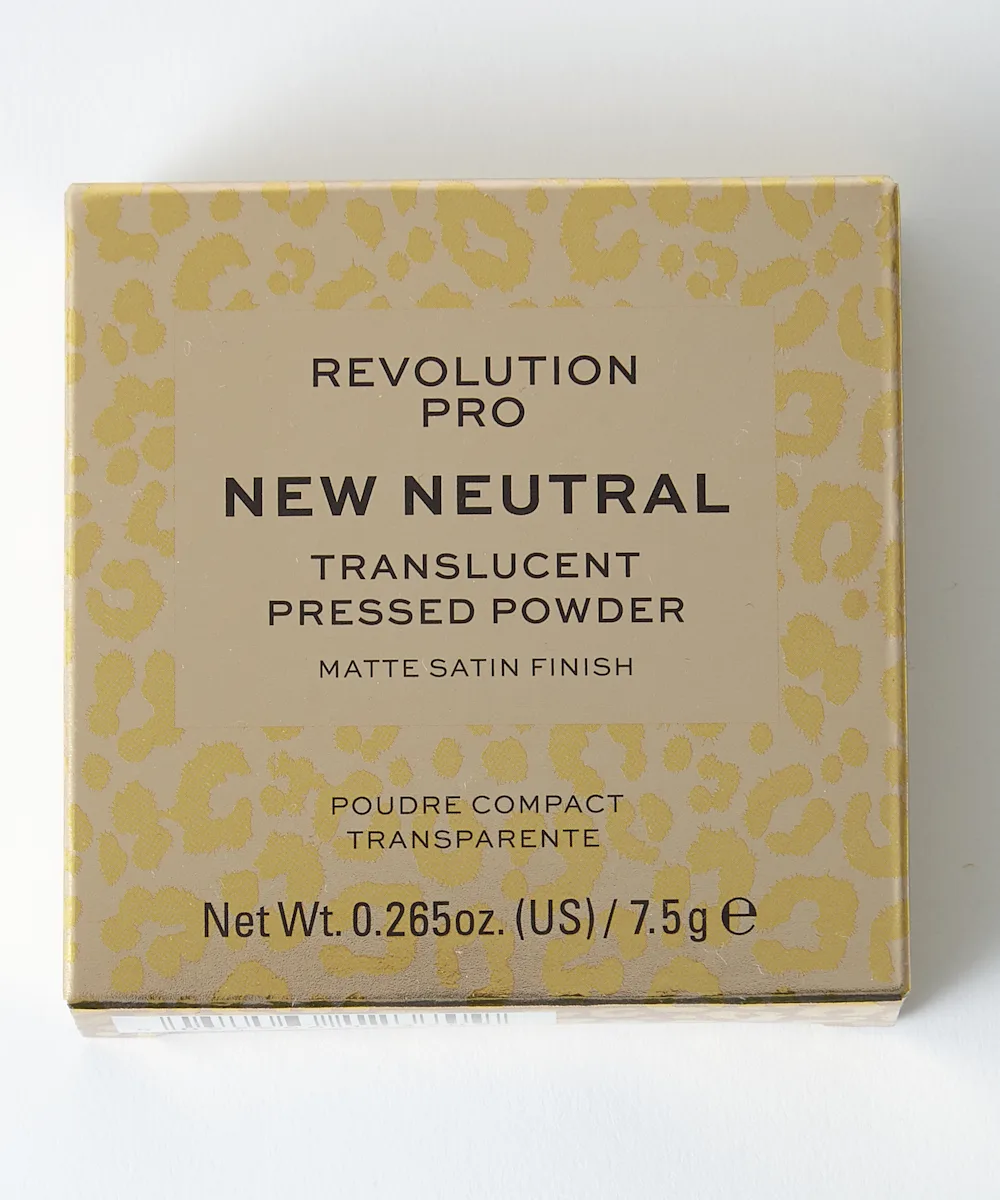 REVOLUTION
PRO
NEW NEUTRAL
TRANSLUCENT
PRESSED POWDER
MATTE SATIN FINISH
POUDRE COMPACT
TRANSPARENTE
Net Wt. 0.265oz. (US) / 7.5g ℮